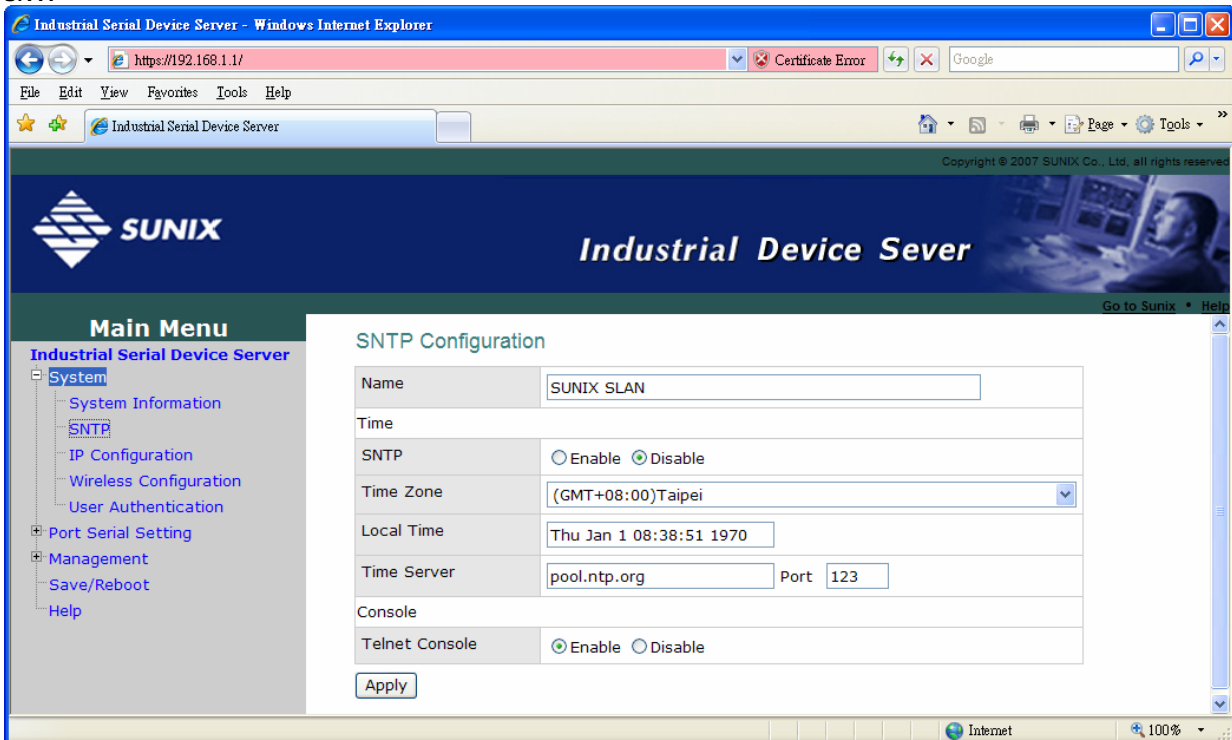 Industrial Serial Device Server - Windows Internet Explorer
https://192.168.1.1/ Certificate Error Google
File Edit View Favorites Tools Help
Industrial Serial Device Server Page Tools »
Copyright © 2007 SUNIX Co., Ltd, all rights reserved
SUNIX
Industrial Device Sever
Go to Sunix • Help
Main Menu
Industrial Serial Device Server
System
System Information
SNTP
IP Configuration
Wireless Configuration
User Authentication
Port Serial Setting
Management
Save/Reboot
Help
SNTP Configuration
Name SUNIX SLAN
Time
SNTP Enable Disable
Time Zone (GMT+08:00)Taipei
Local Time Thu Jan 1 08:38:51 1970
Time Server pool.ntp.org Port 123
Console
Telnet Console Enable Disable
Apply
Internet 100%